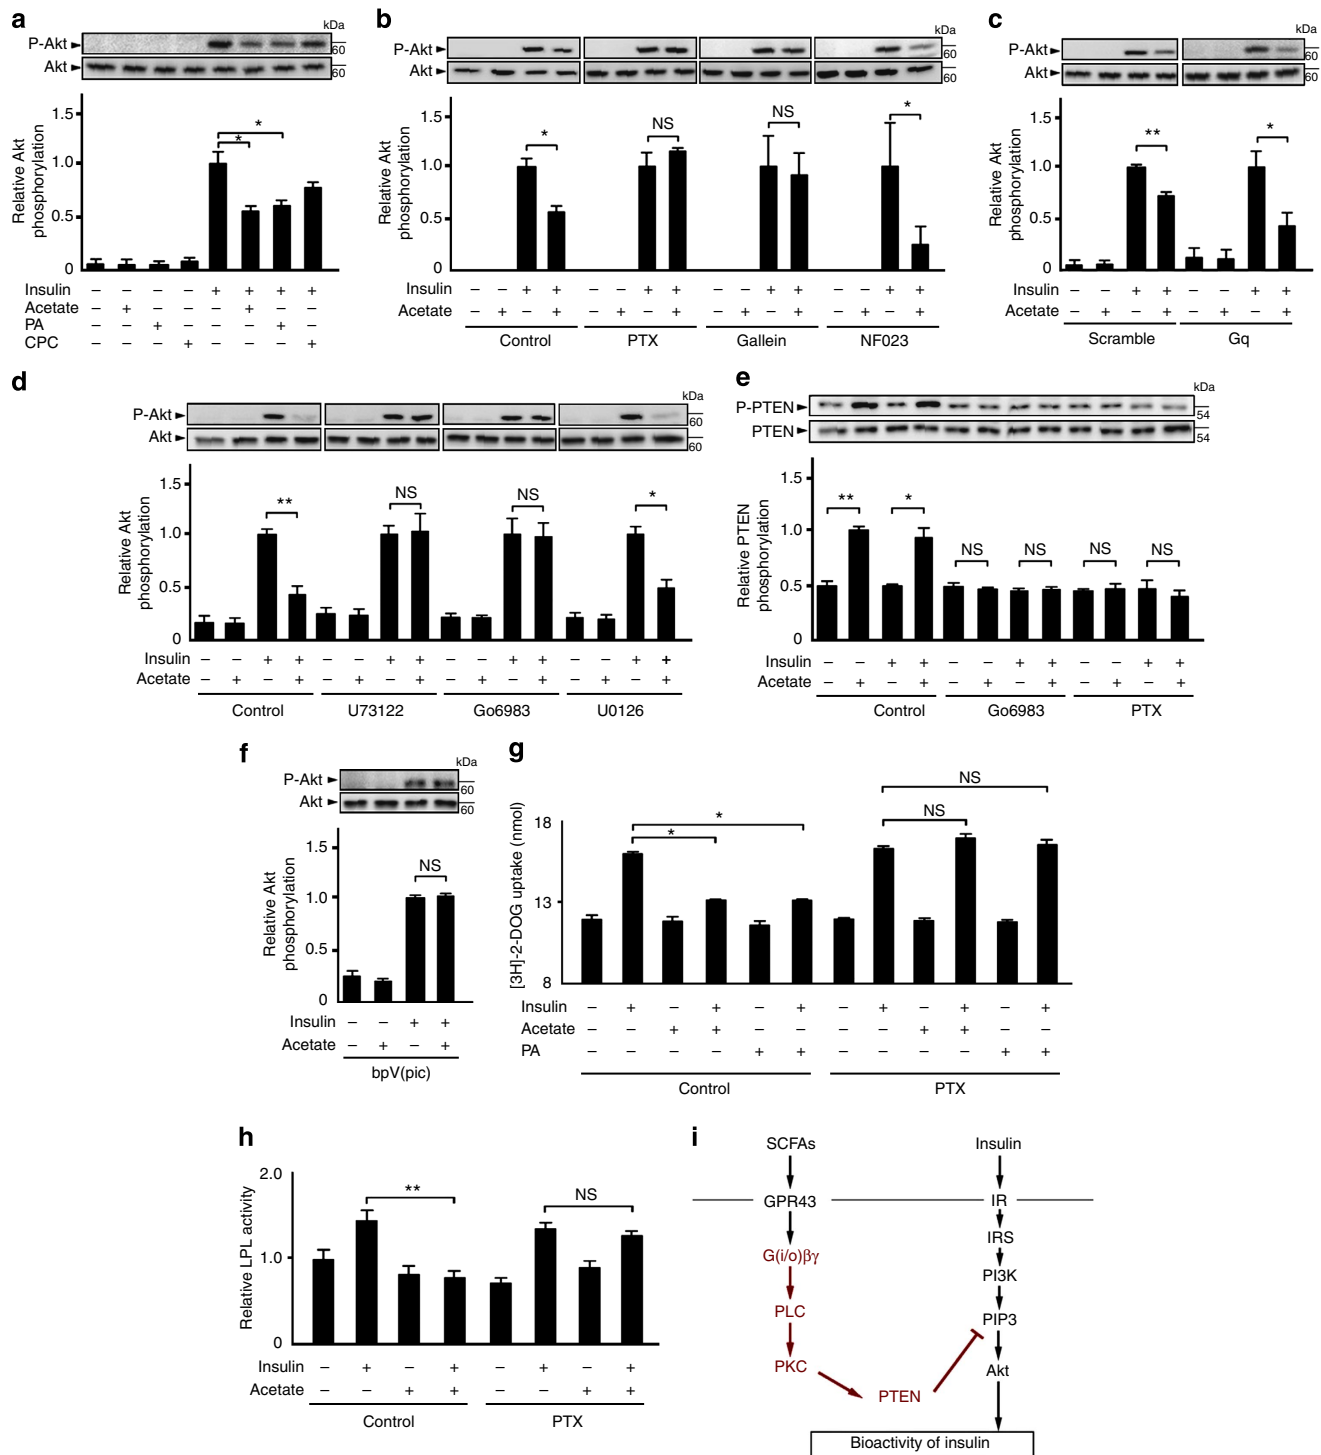 a
kDa
P-Akt
60
Akt
60
Relative Akt phosphorylation
1.5
1.0
0.5
0
* *
Insulin – – – – + + + +
Acetate – + – – – + – –
PA – – + – – – + –
CPC – – – + – – – +
b
kDa
P-Akt
60
Akt
60
Relative Akt phosphorylation
1.5
1.0
0.5
0
* NS NS *
Insulin – – + + – – + + – – + + – – + +
Acetate – + – + – + – + – + – + – + – +
Control PTX Gallein NF023
c
kDa
P-Akt
60
Akt
60
Relative Akt phosphorylation
1.5
1.0
0.5
0
** *
Insulin – – + + – – + +
Acetate – + – + – + – +
Scramble Gq
d
kDa
P-Akt
60
Akt
60
Relative Akt phosphorylation
1.5
1.0
0.5
0
** NS NS *
Insulin – – + + – – + + – – + + – – + +
Acetate – + – + – + – + – + – + – + – +
Control U73122 Go6983 U0126
e
kDa
P-PTEN
54
PTEN
54
Relative PTEN phosphorylation
1.5
1.0
0.5
0
** * NS NS NS NS
Insulin – – + + – – + + – – + +
Acetate – + – + – + – + – + – +
Control Go6983 PTX
f
kDa
P-Akt
60
Akt
60
Relative Akt phosphorylation
1.5
1.0
0.5
0
NS
Insulin – – + +
Acetate – + – +
bpV(pic)
g
[3H]-2-DOG uptake (nmol)
18
13
8
* * NS NS
Insulin – + – + – + – + – + – +
Acetate – – + + – – – – + + – –
PA – – – – + + – – – – + +
Control PTX
h
Relative LPL activity
2.0
1.0
0
** NS
Insulin – + – + – + – +
Acetate – – + + – – + +
Control PTX
i
SCFAs Insulin
GPR43 IR
IRS
G(i/o)βγ
PI3K
PLC
PIP3
PKC
Akt
PTEN
Bioactivity of insulin